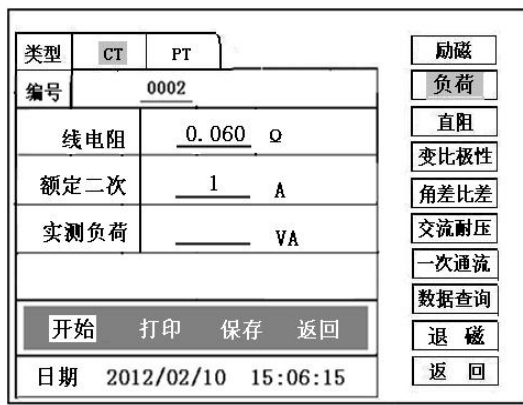 类型 CT PT
编号 0002
线电阻 0.060 Ω
额定二次 1 A
实测负荷 VA
开始 打印 保存 返回
日期 2012/02/10 15:06:15
励磁
负荷
直阻
变比极性
角差比差
交流耐压
一次通流
数据查询
退 磁
返 回